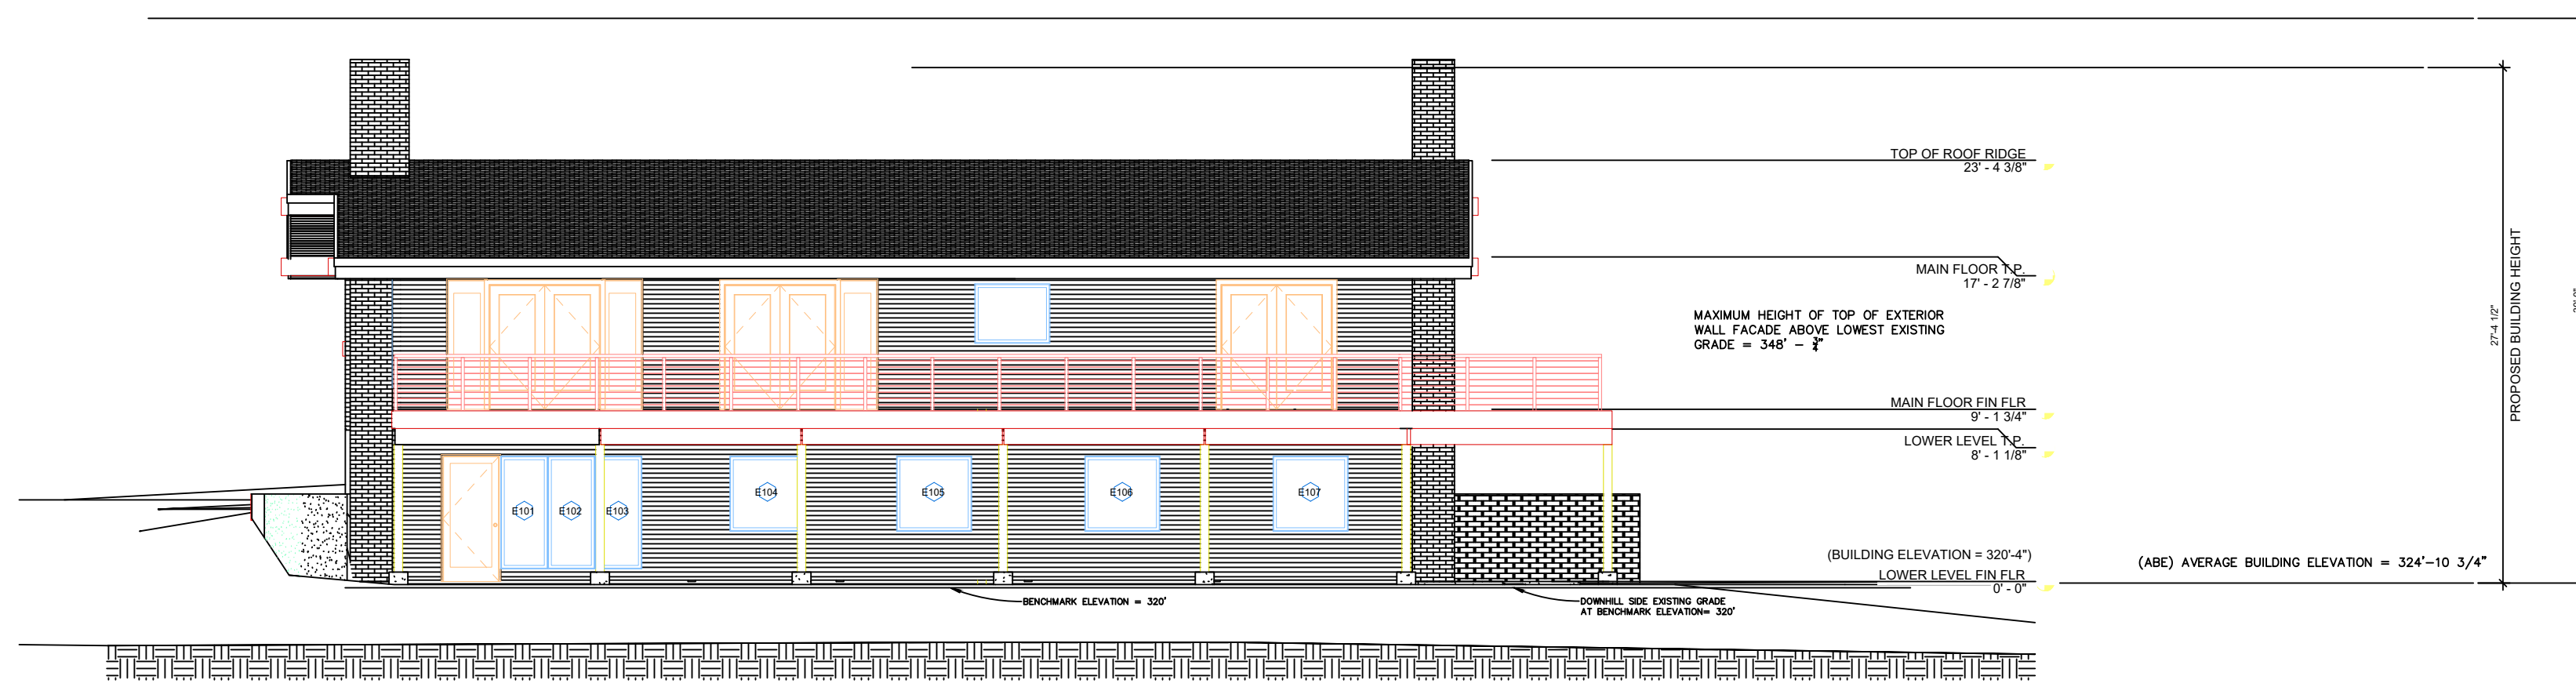 TOP OF ROOF RIDGE
23' - 4 3/8"
MAIN FLOOR T.P.
17' - 2 7/8"
MAXIMUM HEIGHT OF TOP OF EXTERIOR
WALL FACADE ABOVE LOWEST EXISTING
GRADE = 348' - 3/4"
27'-4 1/2"
PROPOSED BUILDING HEIGHT
MAIN FLOOR FIN FLR
9' - 1 3/4"
LOWER LEVEL T.P.
8' - 1 1/8"
E101
E102
E103
E104
E105
E106
E107
(BUILDING ELEVATION = 320'-4")
(ABE) AVERAGE BUILDING ELEVATION = 324'-10 3/4"
LOWER LEVEL FIN FLR
0' - 0"
BENCHMARK ELEVATION = 320'
DOWNHILL SIDE EXISTING GRADE
AT BENCHMARK ELEVATION= 320'